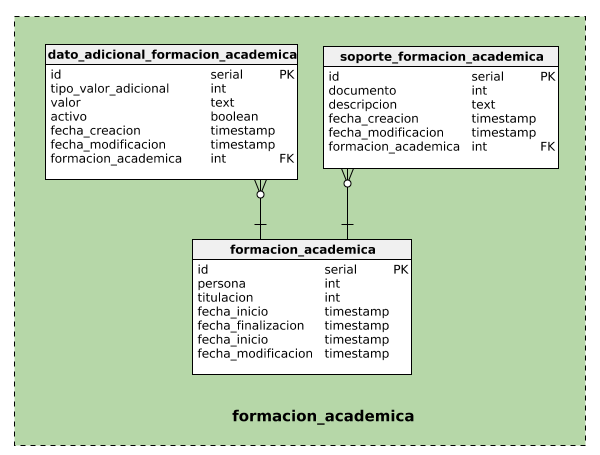 dato_adicional_formacion_academica
id serial PK
tipo_valor_adicional int
valor text
activo boolean
fecha_creacion timestamp
fecha_modificacion timestamp
formacion_academica int FK
soporte_formacion_academica
id serial PK
documento int
descripcion text
fecha_creacion timestamp
fecha_modificacion timestamp
formacion_academica int FK
formacion_academica
id serial PK
persona int
titulacion int
fecha_inicio timestamp
fecha_finalizacion timestamp
fecha_inicio timestamp
fecha_modificacion timestamp
formacion_academica